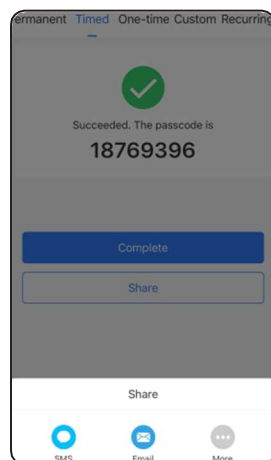 ermanent Timed One-time Custom Recurring
Succeeded. The passcode is
18769396
Complete
Share
Share
SMS Email More